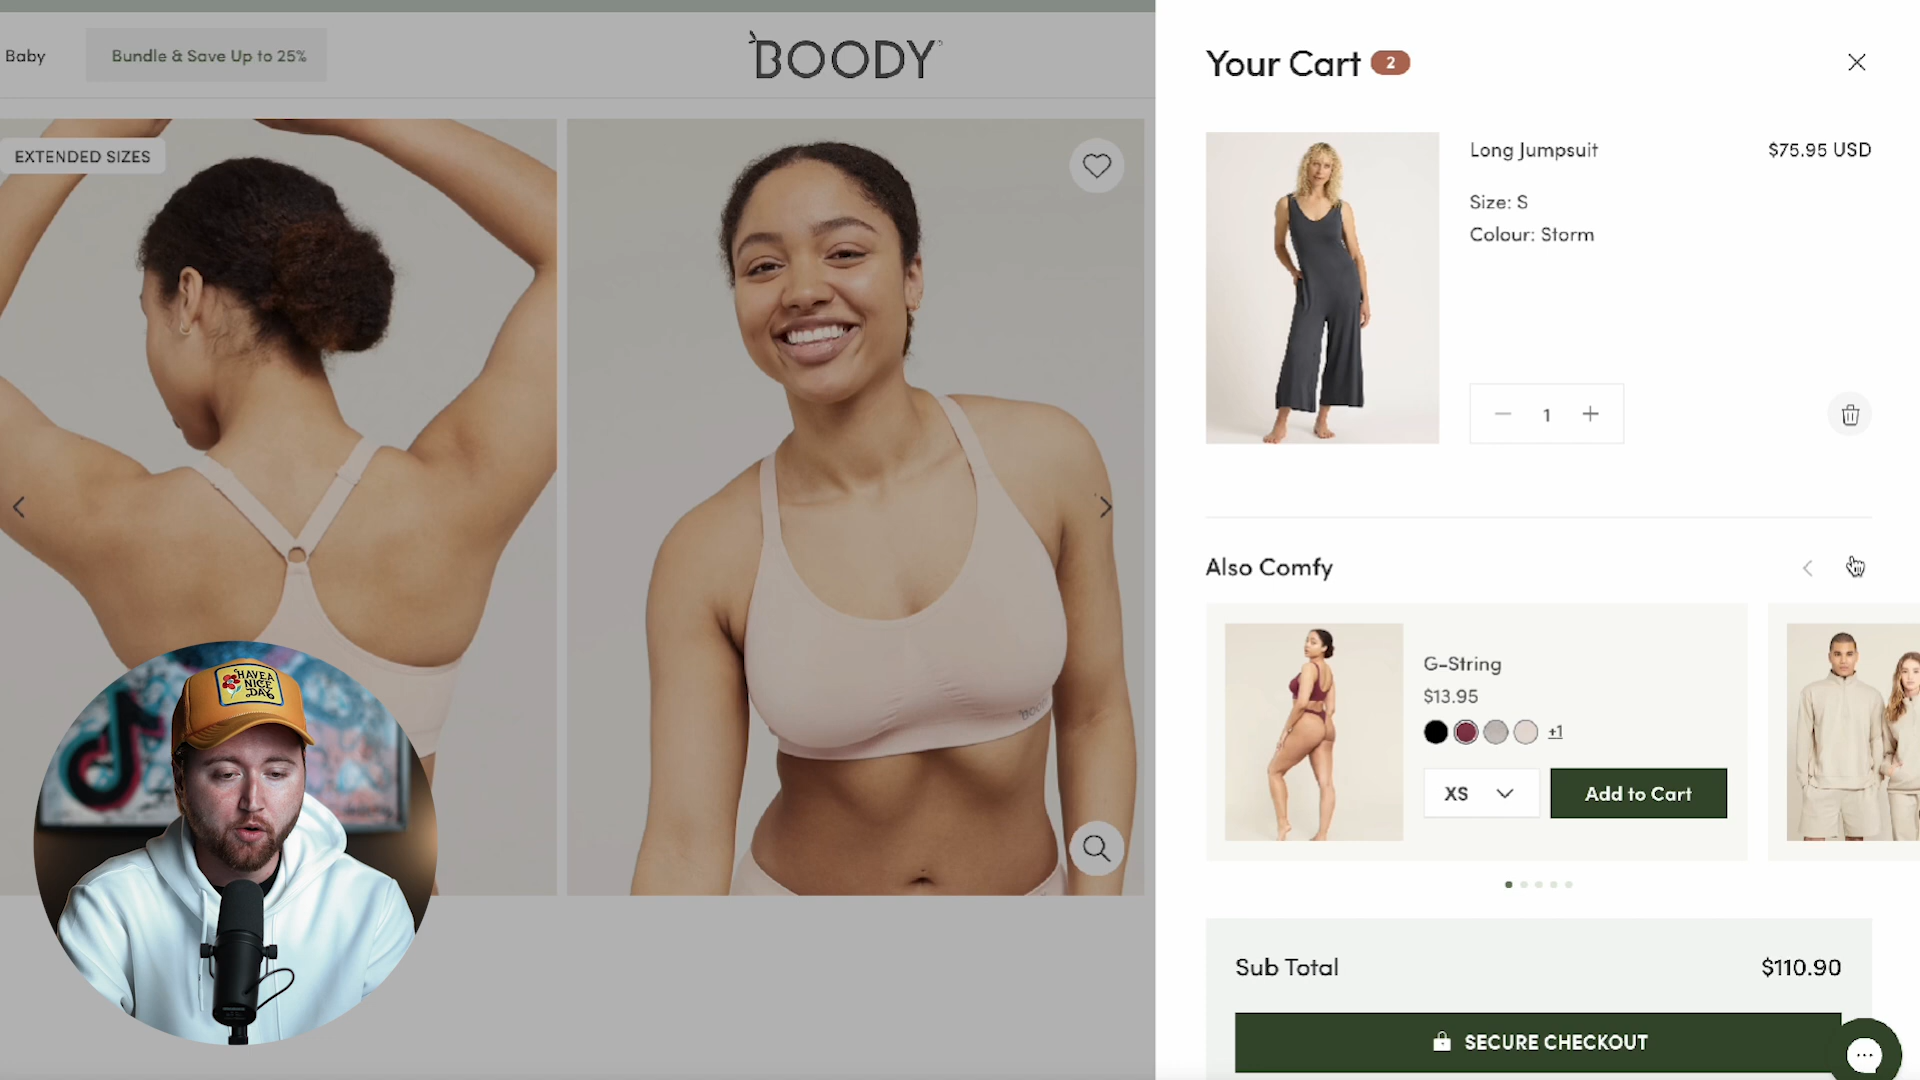 Baby
Bundle & Save Up to 25%
BOODY
EXTENDED SIZES
BOODY
HAVE A
NICE
DAY
Your Cart 2
Long Jumpsuit
$75.95 USD
Size: S
Colour: Storm
1
Also Comfy
G-String
$13.95
+1
XS
Add to Cart
Sub Total
$110.90
SECURE CHECKOUT